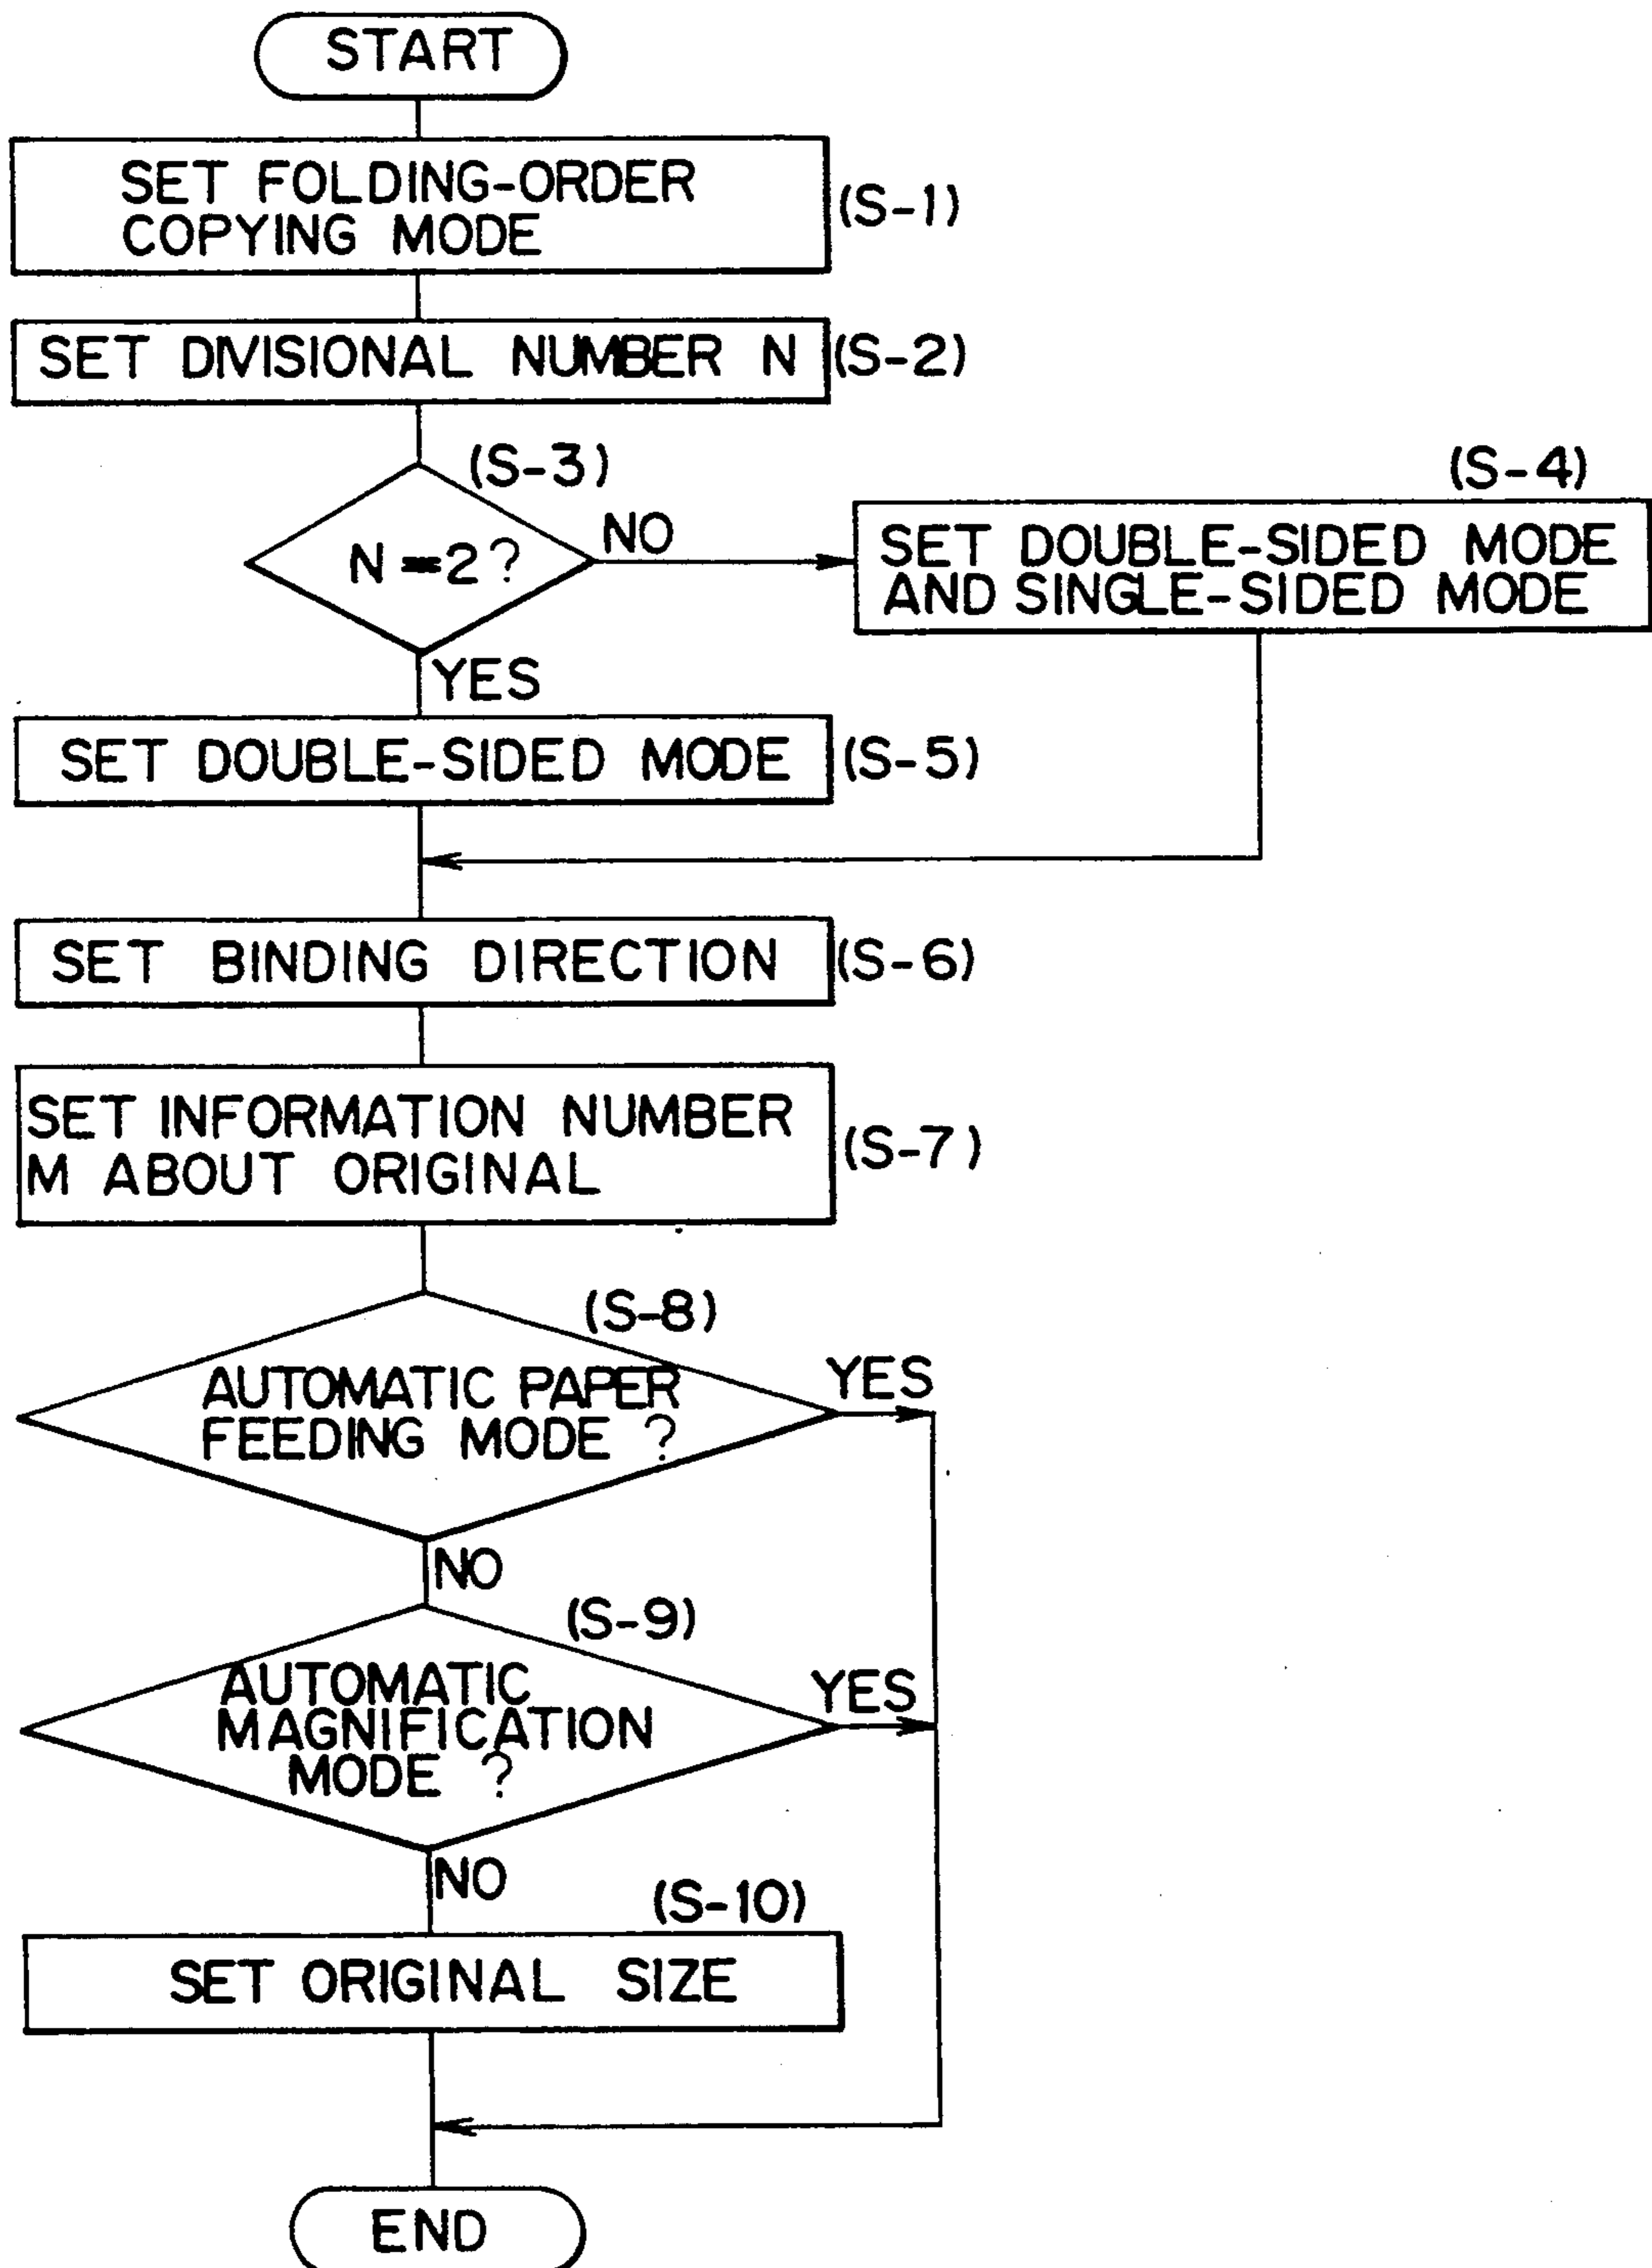 START
SET FOLDING-ORDER
COPYING MODE
(S-1)
SET DIVISIONAL NUMBER N
(S-2)
(S-3)
N=2?
NO
(S-4)
SET DOUBLE-SIDED MODE
AND SINGLE-SIDED MODE
YES
SET DOUBLE-SIDED MODE
(S-5)
SET BINDING DIRECTION
(S-6)
SET INFORMATION NUMBER
M ABOUT ORIGINAL
(S-7)
(S-8)
AUTOMATIC PAPER
FEEDING MODE ?
YES
NO
(S-9)
AUTOMATIC
MAGNIFICATION
MODE ?
YES
NO
(S-10)
SET ORIGINAL SIZE
END